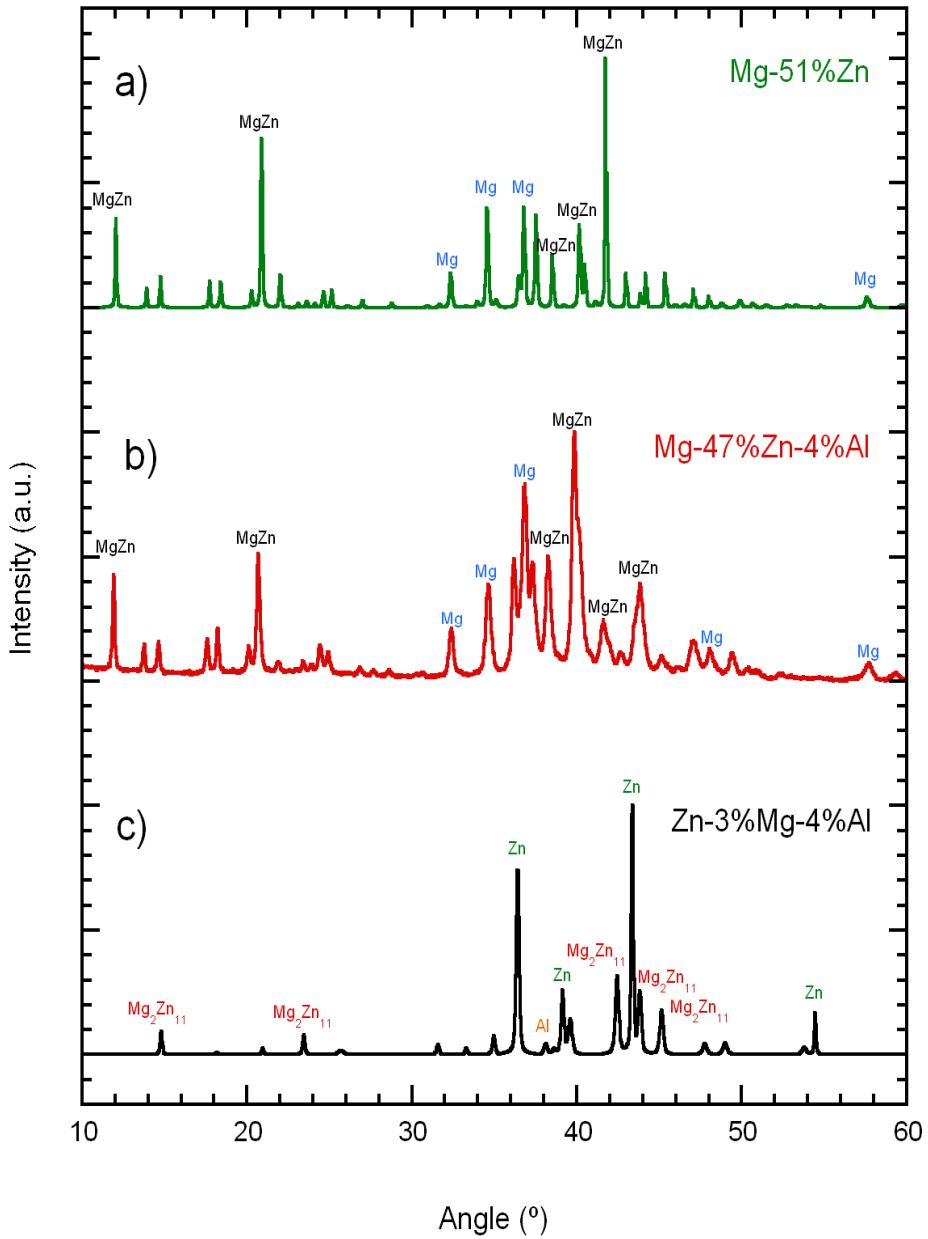 MgZn
a)
Mg-51%Zn
MgZn
MgZn
Mg
Mg
MgZn
MgZn
Mg
Mg
MgZn
b)
Mg-47%Zn-4%Al
Mg
MgZn
MgZn
MgZn
Mg
MgZn
Mg
MgZn
Mg
Mg
Intensity (a.u.)
Zn
c)
Zn-3%Mg-4%Al
Zn
Mg₂Zn₁₁
Zn
Mg₂Zn₁₁
Mg₂Zn₁₁
Mg₂Zn₁₁
Mg₂Zn₁₁
Zn
Al
10 20 30 40 50 60
Angle (º)